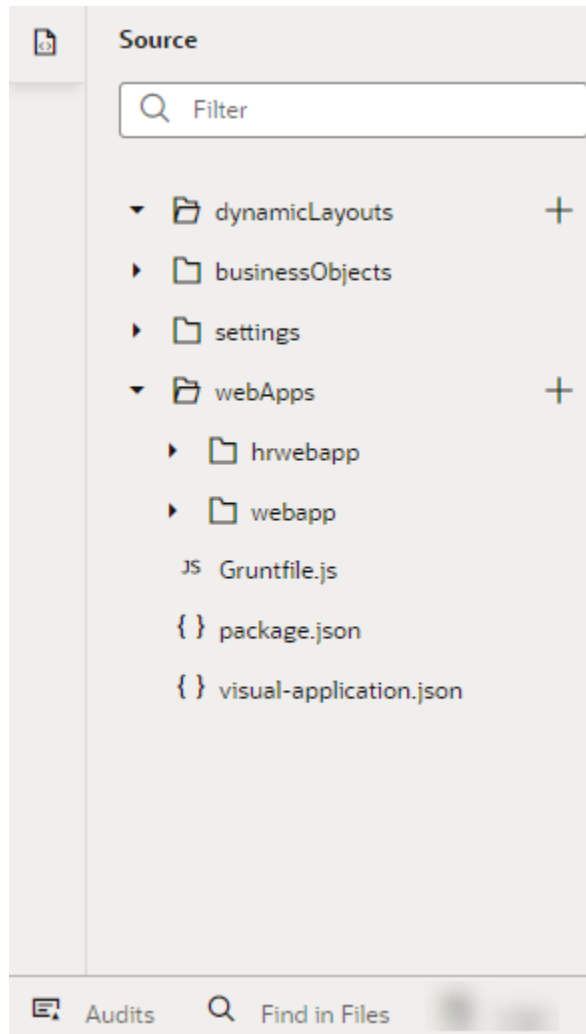 Source
Filter
dynamicLayouts
businessObjects
settings
webApps
hrwebapp
webapp
JS Gruntfile.js
{ } package.json
{ } visual-application.json
Audits Find in Files